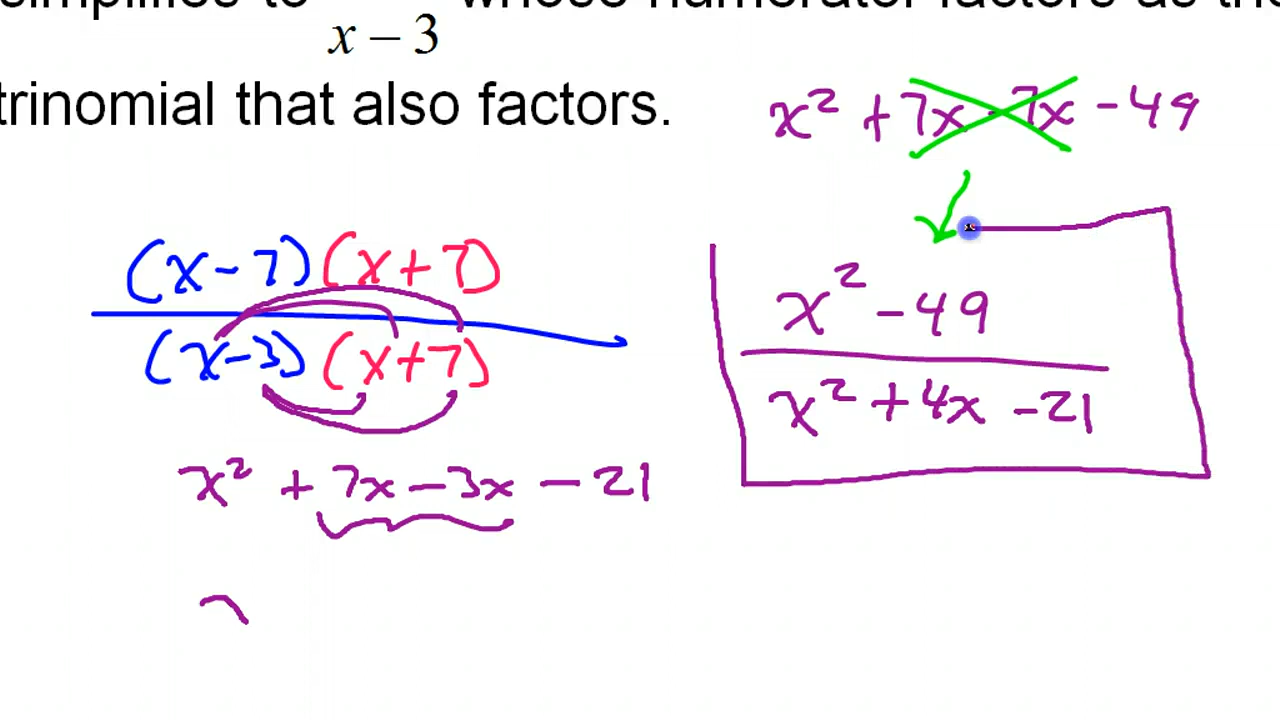 simplifies to whose numerator factors as the
x − 3
trinomial that also factors.
x² + 7x - 7x - 49
(x - 7)(x + 7)
(x - 3)(x + 7)
x² + 7x - 3x - 21
x² - 49
x² + 4x - 21